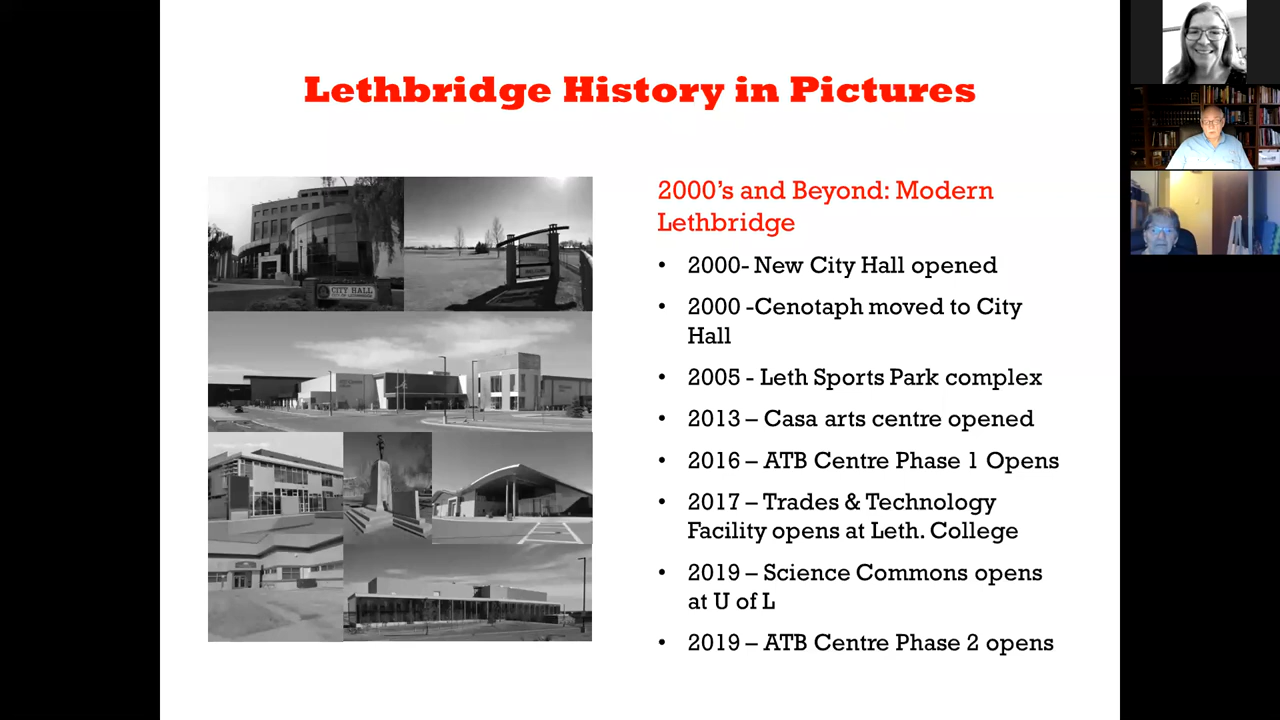 Lethbridge History in Pictures
2000's and Beyond: Modern
Lethbridge
• 2000- New City Hall opened
• 2000 -Cenotaph moved to City
Hall
• 2005 - Leth Sports Park complex
• 2013 – Casa arts centre opened
• 2016 – ATB Centre Phase 1 Opens
• 2017 – Trades & Technology
Facility opens at Leth. College
• 2019 – Science Commons opens
at U of L
• 2019 – ATB Centre Phase 2 opens
CITY HALL
CITY OF LETHBRIDGE